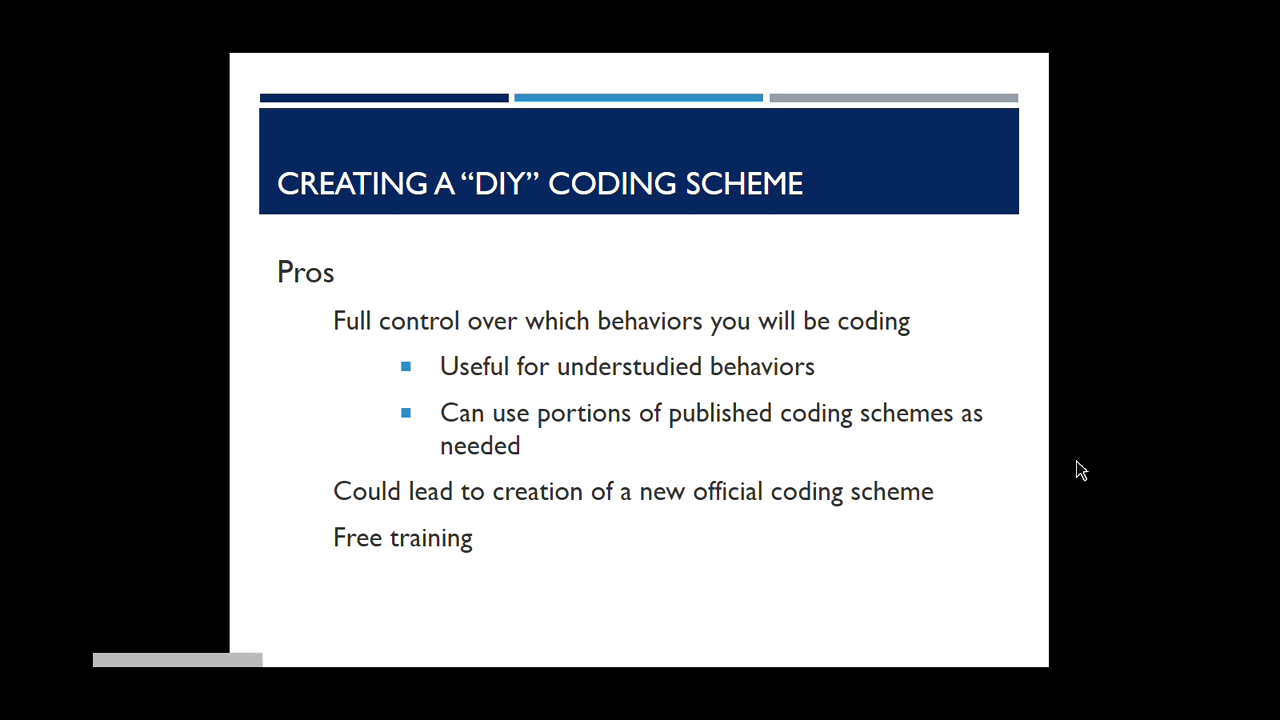 CREATING A “DIY” CODING SCHEME
Pros
Full control over which behaviors you will be coding
Useful for understudied behaviors
Can use portions of published coding schemes as
needed
Could lead to creation of a new official coding scheme
Free training